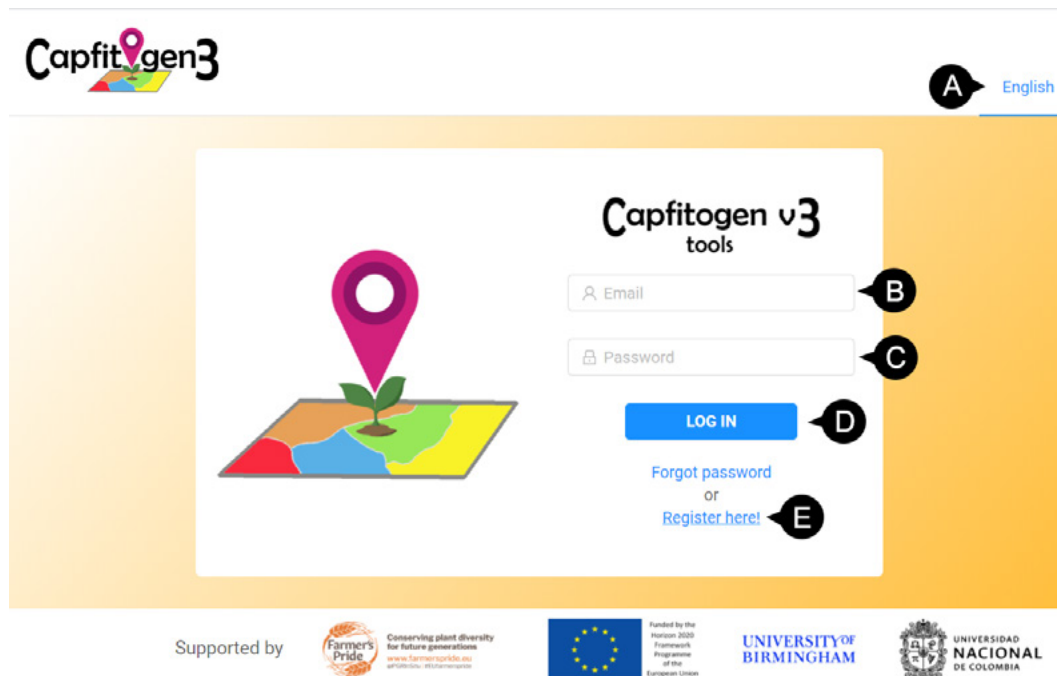 Capfitogen3
A
English
Capfitogen v3
tools
B
Email
C
Password
LOG IN
D
Forgot password
or
Register here!
E
Supported by
Farmer's
Pride
Conserving plant diversity
for future generations
www.farmerspride.eu
Funded by the
Horizon 2020
Framework
Programme
of the
European Union
UNIVERSITY OF
BIRMINGHAM
UNIVERSIDAD
NACIONAL
DE COLOMBIA